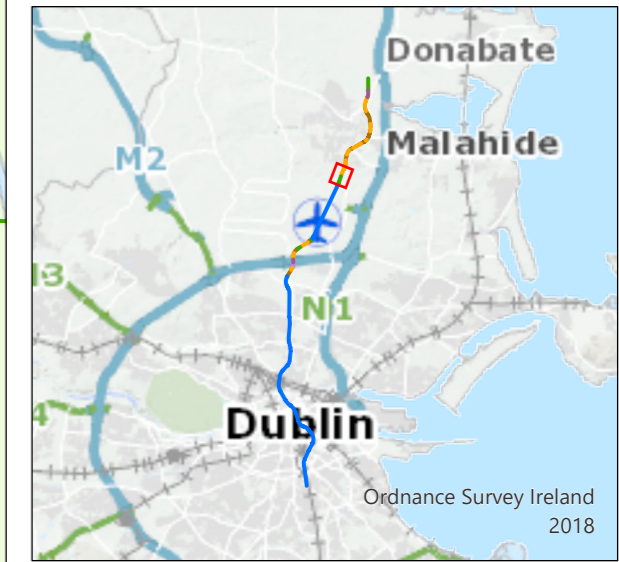 Donabate
Malahide
M2
N1
Dublin
Ordnance Survey Ireland
2018